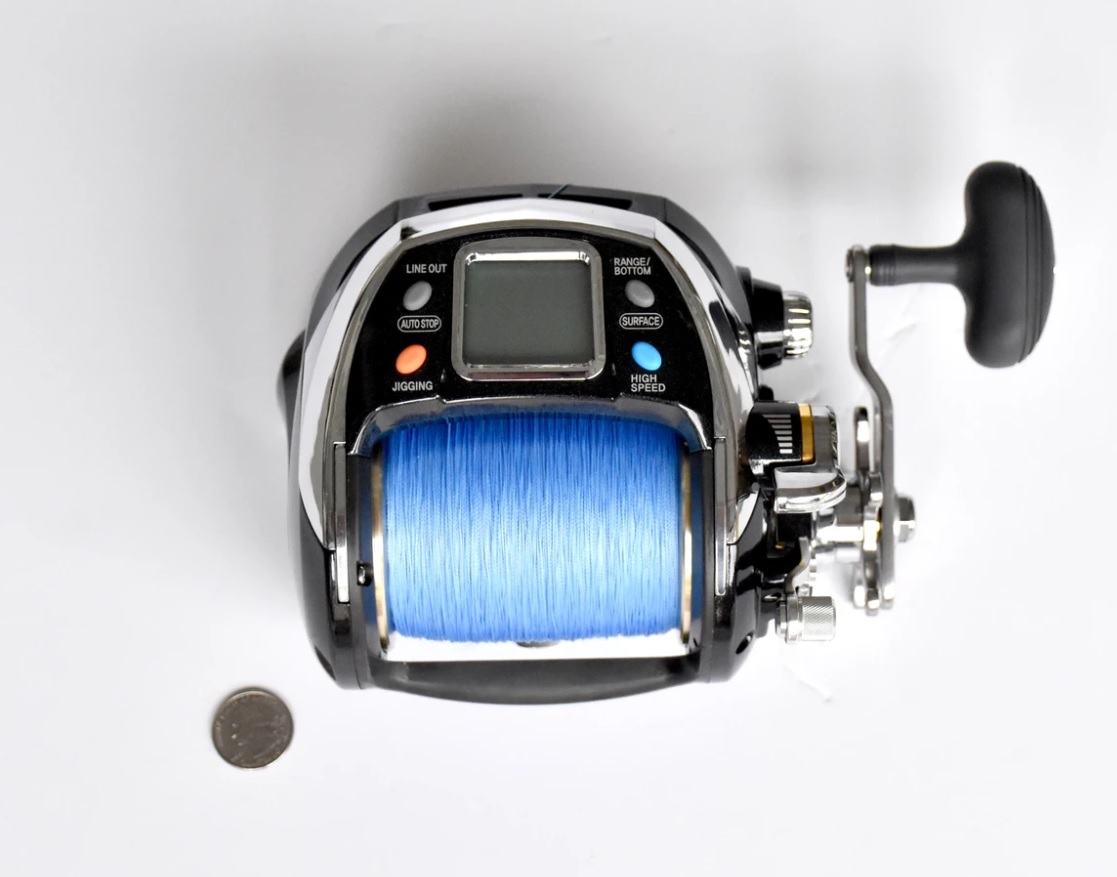 LINE OUT
AUTO STOP
JIGGING
RANGE/
BOTTOM
SURFACE
HIGH
SPEED